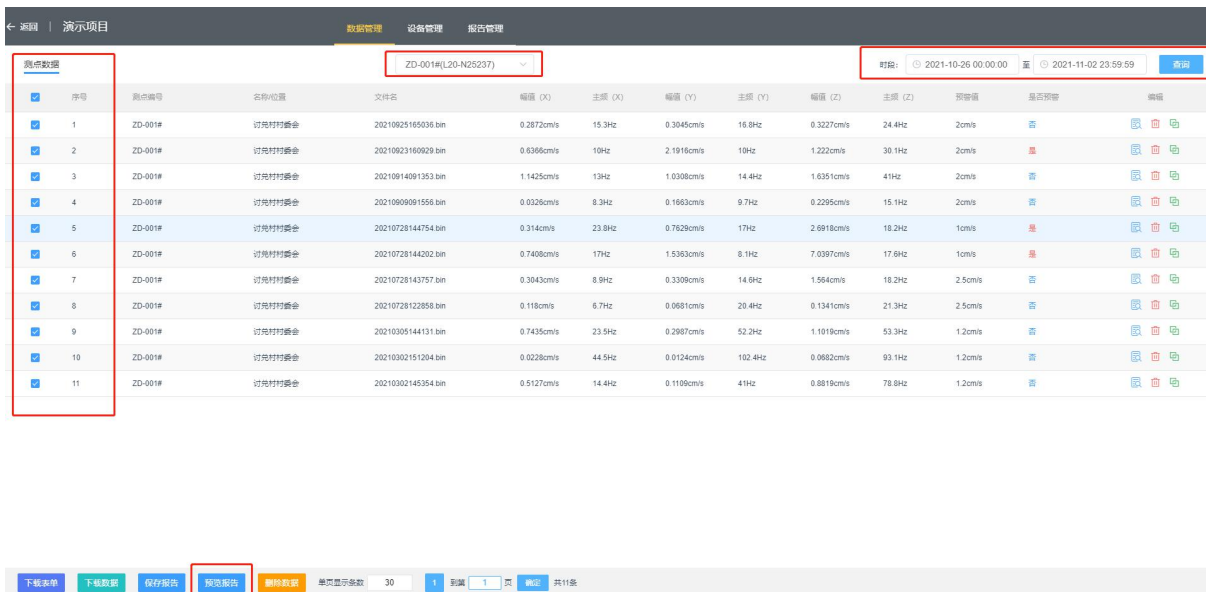 ← 返回 | 演示项目 数据管理 设备管理 报告管理
测点数据 ZD-001#(L20-N25237) 时段： 2021-10-26 00:00:00 至 2021-11-02 23:59:59 查询
序号 测点编号 名称/位置 文件名 幅值 (X) 主频 (X) 幅值 (Y) 主频 (Y) 幅值 (Z) 主频 (Z) 预警值 是否预警 编辑
1 ZD-001# 讨兑村村委会 20210925165036.bin 0.2872cm/s 15.3Hz 0.3045cm/s 16.8Hz 0.3227cm/s 24.4Hz 2cm/s 否
2 ZD-001# 讨兑村村委会 20210923160929.bin 0.6366cm/s 10Hz 2.1916cm/s 10Hz 1.222cm/s 30.1Hz 2cm/s 是
3 ZD-001# 讨兑村村委会 20210914091353.bin 1.1425cm/s 13Hz 1.0308cm/s 14.4Hz 1.6351cm/s 41Hz 2cm/s 否
4 ZD-001# 讨兑村村委会 20210909091556.bin 0.0326cm/s 8.3Hz 0.1663cm/s 9.7Hz 0.2295cm/s 15.1Hz 2cm/s 否
5 ZD-001# 讨兑村村委会 20210728144754.bin 0.314cm/s 23.8Hz 0.7629cm/s 17Hz 2.6918cm/s 18.2Hz 1cm/s 是
6 ZD-001# 讨兑村村委会 20210728144202.bin 0.7408cm/s 17Hz 1.5363cm/s 8.1Hz 7.0397cm/s 17.6Hz 1cm/s 是
7 ZD-001# 讨兑村村委会 20210728143757.bin 0.3043cm/s 8.9Hz 0.3309cm/s 14.6Hz 1.564cm/s 18.2Hz 2.5cm/s 否
8 ZD-001# 讨兑村村委会 20210728122858.bin 0.118cm/s 6.7Hz 0.0681cm/s 20.4Hz 0.1341cm/s 21.3Hz 2.5cm/s 否
9 ZD-001# 讨兑村村委会 20210305144131.bin 0.7435cm/s 23.5Hz 0.2987cm/s 52.2Hz 1.1019cm/s 53.3Hz 1.2cm/s 否
10 ZD-001# 讨兑村村委会 20210302151204.bin 0.0228cm/s 44.5Hz 0.0124cm/s 102.4Hz 0.0682cm/s 93.1Hz 1.2cm/s 否
11 ZD-001# 讨兑村村委会 20210302145354.bin 0.5127cm/s 14.4Hz 0.1109cm/s 41Hz 0.8819cm/s 78.8Hz 1.2cm/s 否
下载表单 下载数据 保存报告 预览报告 删除数据 单页显示条数 30 1 到第 1 页 确定 共11条